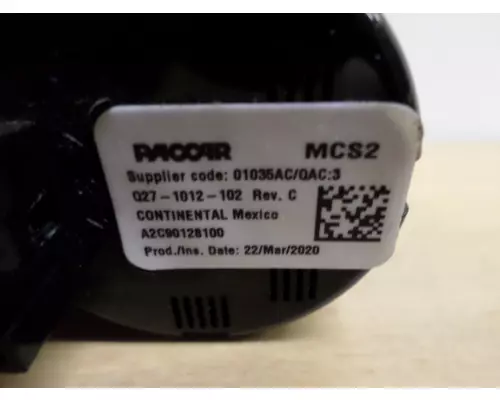 PACCAR MCS2
Supplier code: 01035AC/QAC:3
Q27-1012-102 Rev. C
CONTINENTAL Mexico
A2C90128100
Prod./Ins. Date: 22/Mar/2020